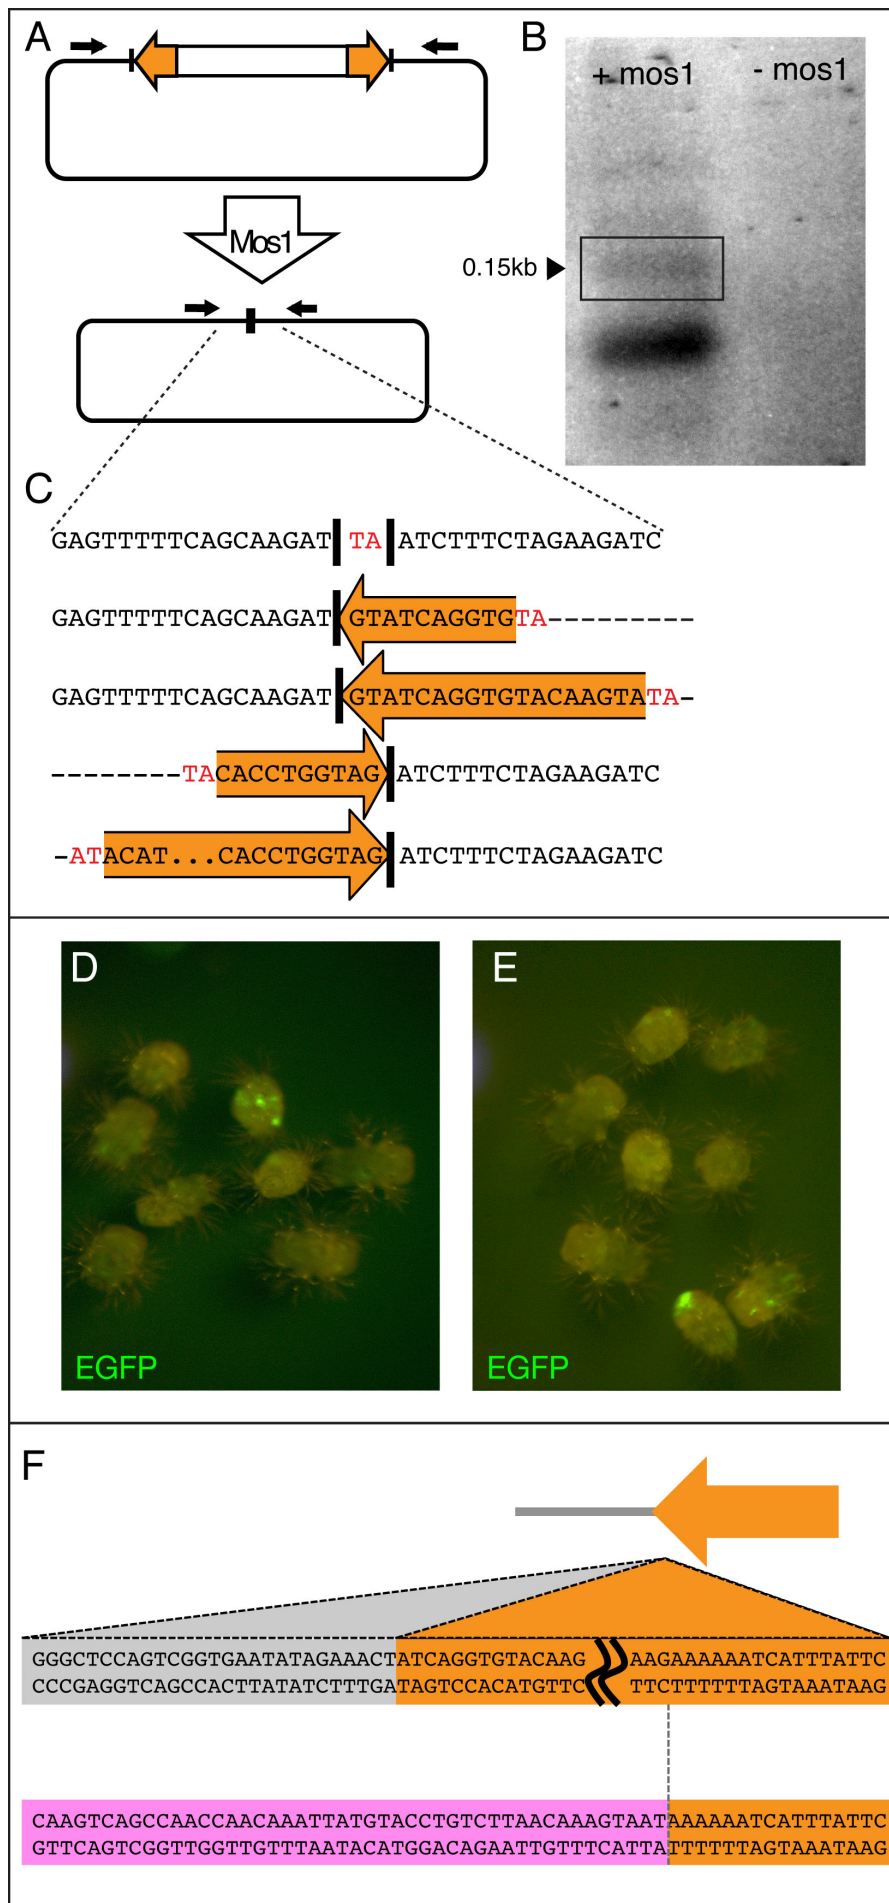 A
B
+ mos1
- mos1
Mos1
0.15kb
C
GAGTTTTTCAGCAAGAT TA ATCTTTCTAGAAGATC
GAGTTTTTCAGCAAGAT GTATCAGGTGTA---------
GAGTTTTTCAGCAAGAT GTATCAGGTGTACAAGTATA-
--------TACACCTGGTAG ATCTTTCTAGAAGATC
-ATACAT...CACCTGGTAG ATCTTTCTAGAAGATC
D
E
EGFP
EGFP
F
GGGCTCCAGTCGGTGAATATAGAAACTATCAGGTGTACAAG AAGAAAAAATCATTTATTC
CCCGAGGTCAGCCACTTATATCTTTGATAGTCCACATGTTC TTCTTTTTTAGTAAATAAG
CAAGTCAGCCAACCAACAAATTATGTACCTGTCTTAACAAAGTAATAAAAAATCATTTATTC
GTTCAGTCGGTTGGTTGTTTAATACATGGACAGAATTGTTTCATTATTTTTTAGTAAATAAG